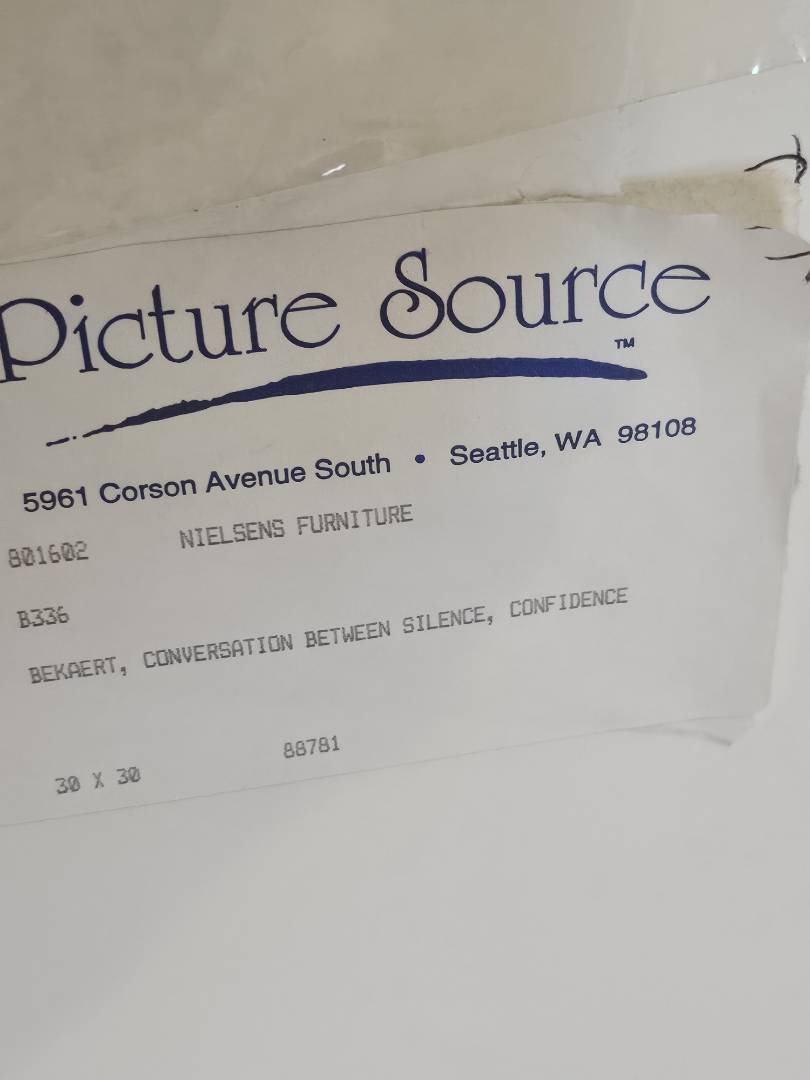 Picture Source
TM
5961 Corson Avenue South • Seattle, WA 98108
801602 NIELSENS FURNITURE
B336
BEKAERT, CONVERSATION BETWEEN SILENCE, CONFIDENCE
30 X 30 88781